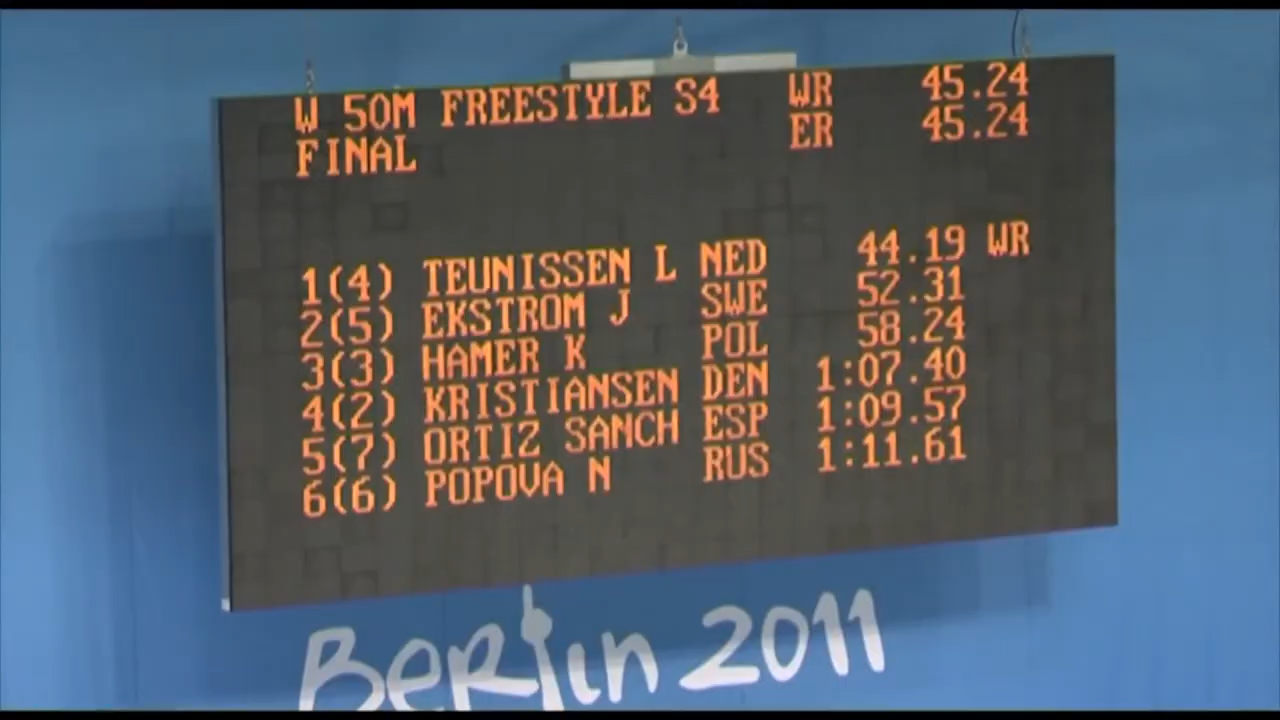 W 50M FREESTYLE S4 WR 45.24
FINAL ER 45.24
1(4) TEUNISSEN L NED 44.19 WR
2(5) EKSTROM J SWE 52.31
3(3) HAMER K POL 58.24
4(2) KRISTIANSEN DEN 1:07.40
5(7) ORTIZ SANCH ESP 1:09.57
6(6) POPOVA N RUS 1:11.61
Berlin 2011